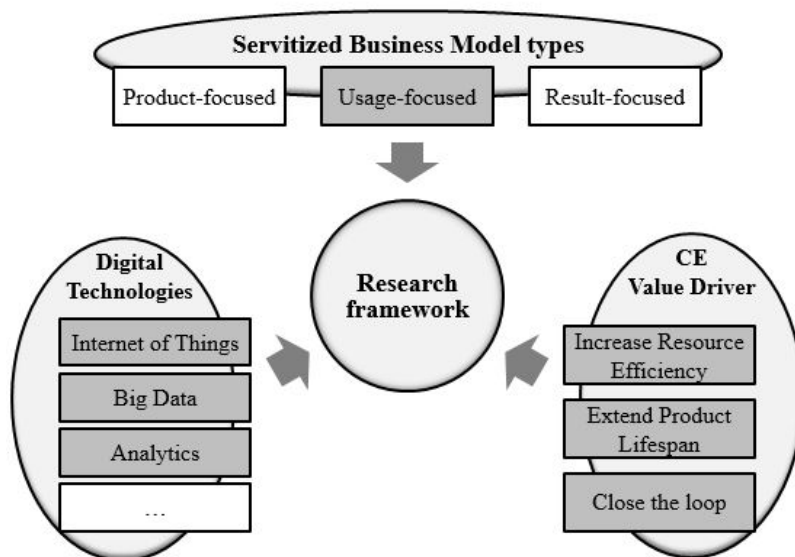 Servitized Business Model types
Product-focused
Usage-focused
Result-focused
Digital
Technologies
Internet of Things
Big Data
Analytics
...
Research
framework
CE
Value Driver
Increase Resource
Efficiency
Extend Product
Lifespan
Close the loop